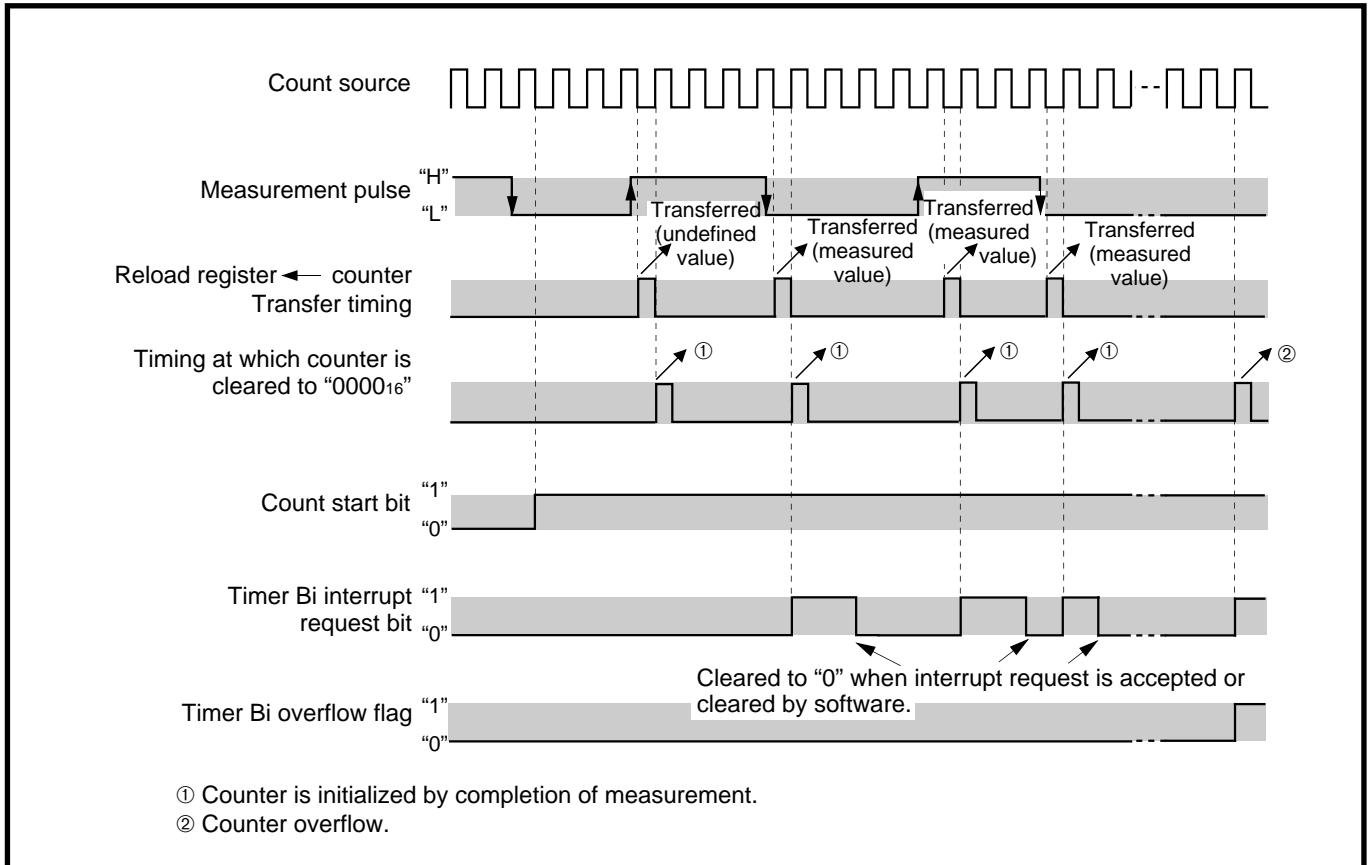 Count source
Measurement pulse
“H”
“L”
Transferred
(undefined
value)
Transferred
(measured
value)
Transferred
(measured
value)
Transferred
(measured
value)
Reload register ← counter
Transfer timing
Timing at which counter is
cleared to “0000₁₆”
① ① ① ① ②
Count start bit
“1”
“0”
Timer Bi interrupt
request bit
“1”
“0”
Cleared to “0” when interrupt request is accepted or
cleared by software.
Timer Bi overflow flag
“1”
“0”
① Counter is initialized by completion of measurement.
② Counter overflow.